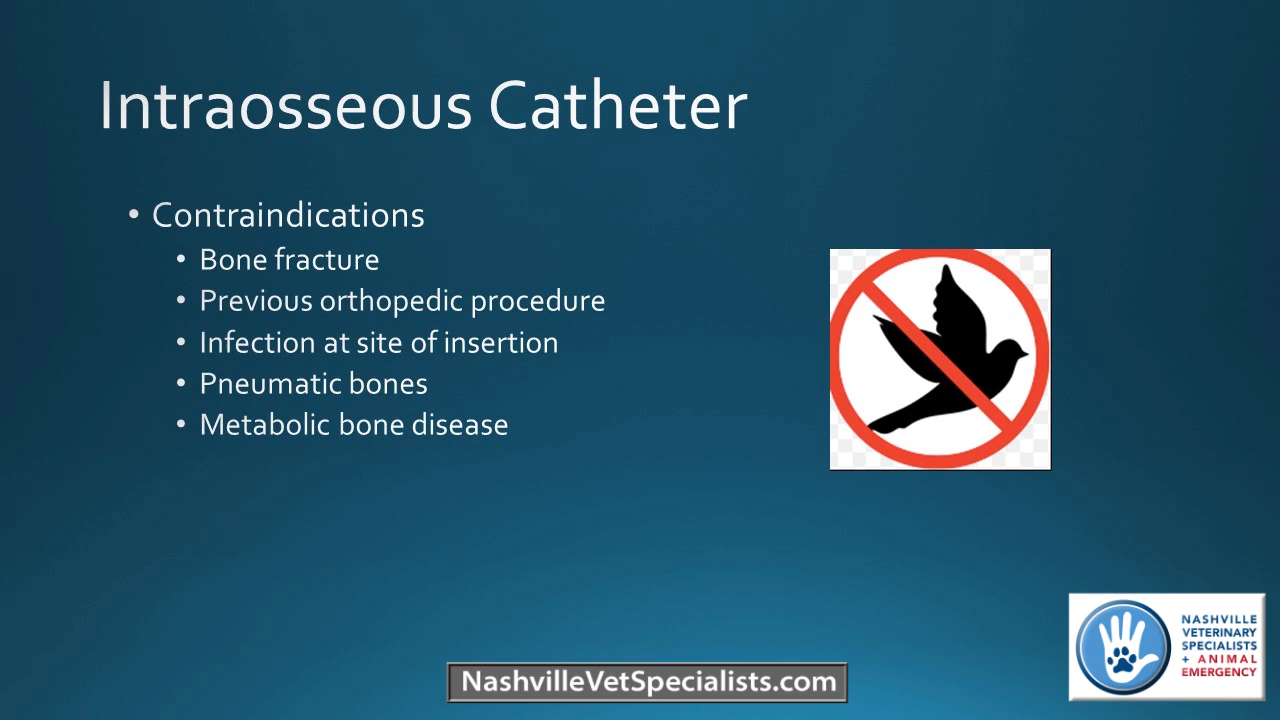 Intraosseous Catheter
• Contraindications
• Bone fracture
• Previous orthopedic procedure
• Infection at site of insertion
• Pneumatic bones
• Metabolic bone disease
NASHVILLE
VETERINARY
SPECIALISTS
+ ANIMAL
EMERGENCY
NashvilleVetSpecialists.com